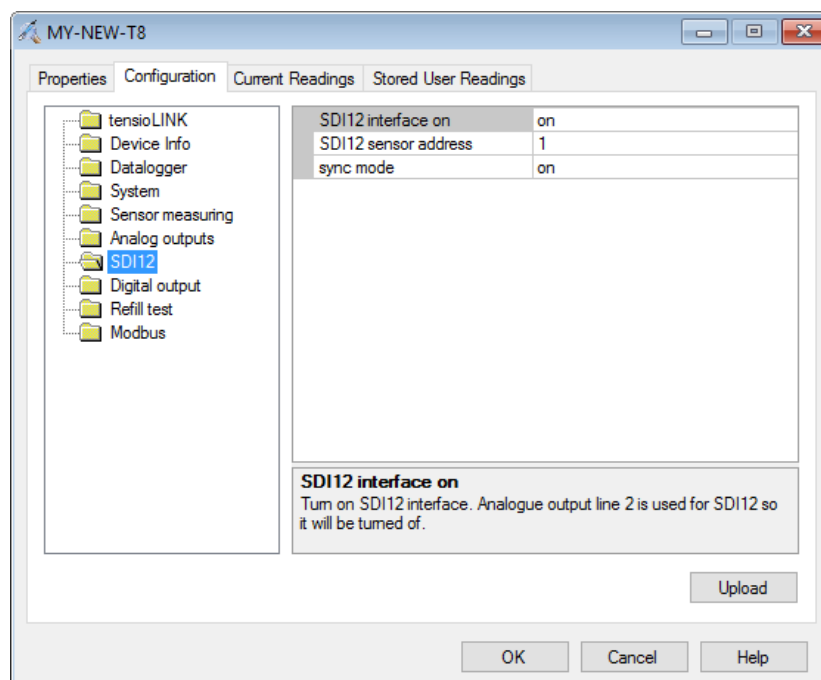 MY-NEW-T8
Properties Configuration Current Readings Stored User Readings
tensioLINK
Device Info
Datalogger
System
Sensor measuring
Analog outputs
SDI12
Digital output
Refill test
Modbus
SDI12 interface on on
SDI12 sensor address 1
sync mode on
SDI12 interface on
Turn on SDI12 interface. Analogue output line 2 is used for SDI12 so
it will be turned of.
Upload
OK Cancel Help